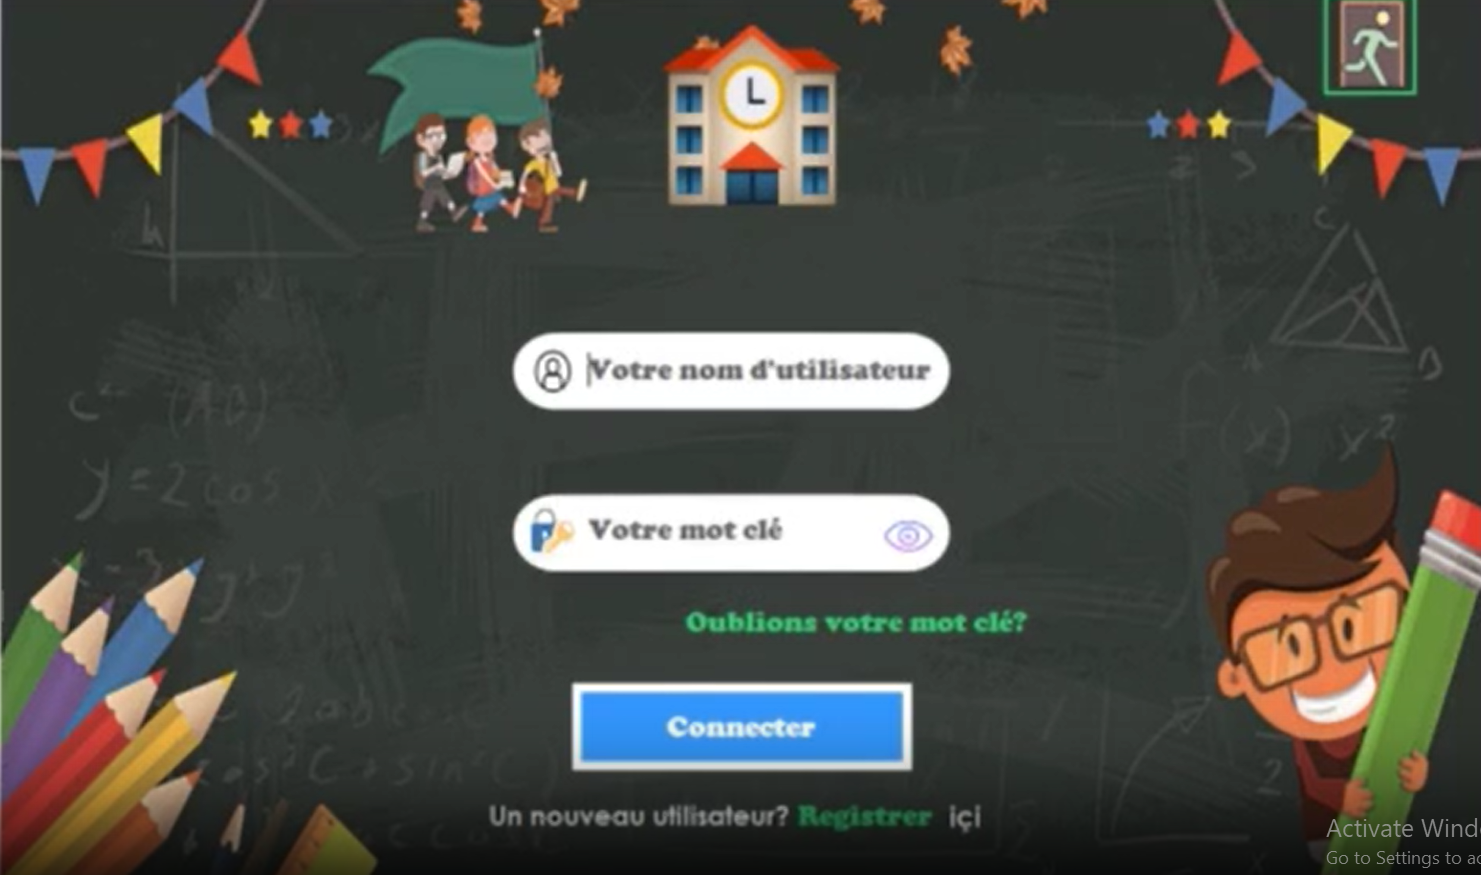 Votre nom d'utilisateur
Votre mot clé
Oublions votre mot clé?
Connecter
Un nouveau utilisateur? Registrer içi
Activate Wind
Go to Settings to ac